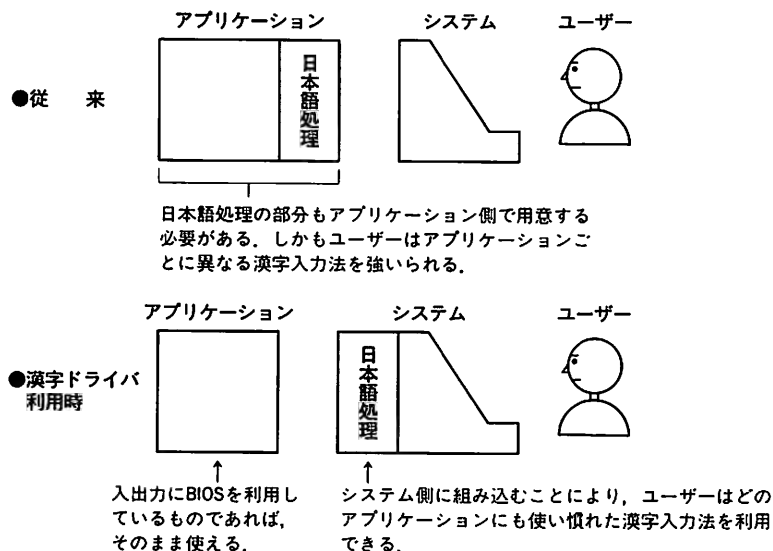 アプリケーション システム ユーザー
日本語処理
●従 来
日本語処理の部分もアプリケーション側で用意する
必要がある．しかもユーザーはアプリケーションご
とに異なる漢字入力法を強いられる．
アプリケーション システム ユーザー
日本語処理
●漢字ドライバ
利用時
入出力にBIOSを利用し
ているものであれば，
そのまま使える．
システム側に組み込むことにより，ユーザーはどの
アプリケーションにも使い慣れた漢字入力法を利用
できる．